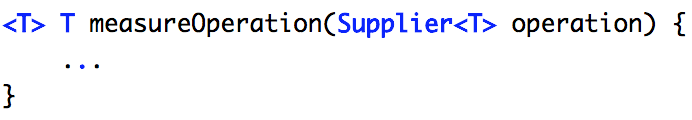 <T> T measureOperation(Supplier<T> operation) {
    ...
}